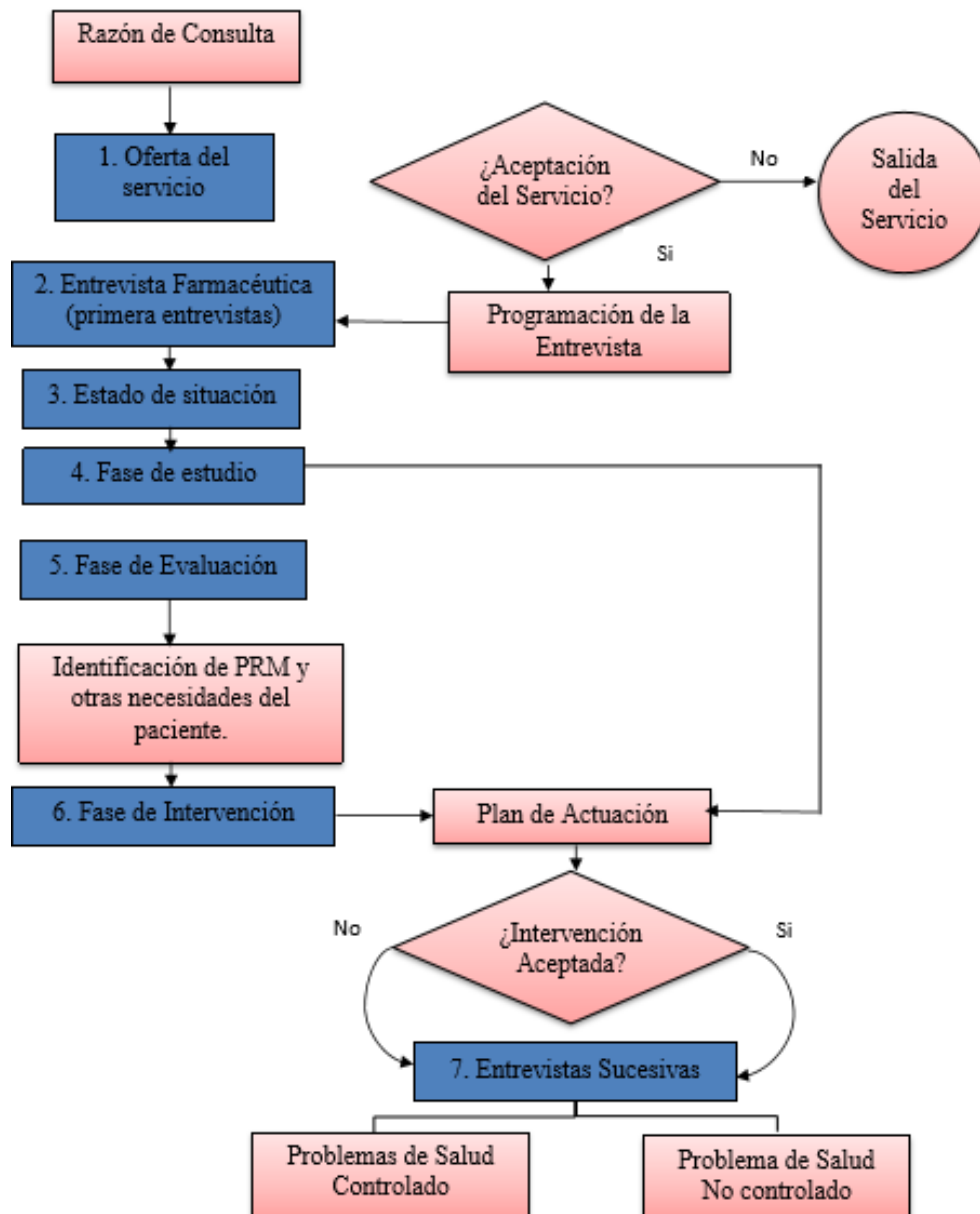 Razón de Consulta
1. Oferta del
servicio
¿Aceptación
del Servicio?
No
Salida
del
Servicio
Si
2. Entrevista Farmacéutica
(primera entrevistas)
Programación de la
Entrevista
3. Estado de situación
4. Fase de estudio
5. Fase de Evaluación
Identificación de PRM y
otras necesidades del
paciente.
6. Fase de Intervención
Plan de Actuación
No
¿Intervención
Aceptada?
Si
7. Entrevistas Sucesivas
Problemas de Salud
Controlado
Problema de Salud
No controlado